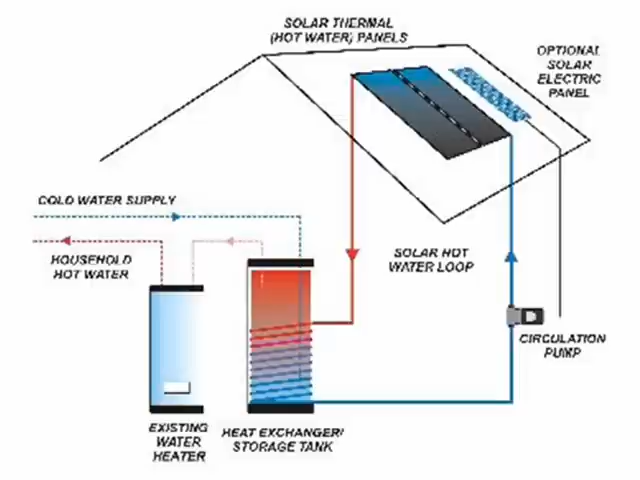 SOLAR THERMAL
(HOT WATER) PANELS
OPTIONAL
SOLAR
ELECTRIC
PANEL
COLD WATER SUPPLY
HOUSEHOLD
HOT WATER
SOLAR HOT
WATER LOOP
CIRCULATION
PUMP
EXISTING
WATER
HEATER
HEAT EXCHANGER/
STORAGE TANK